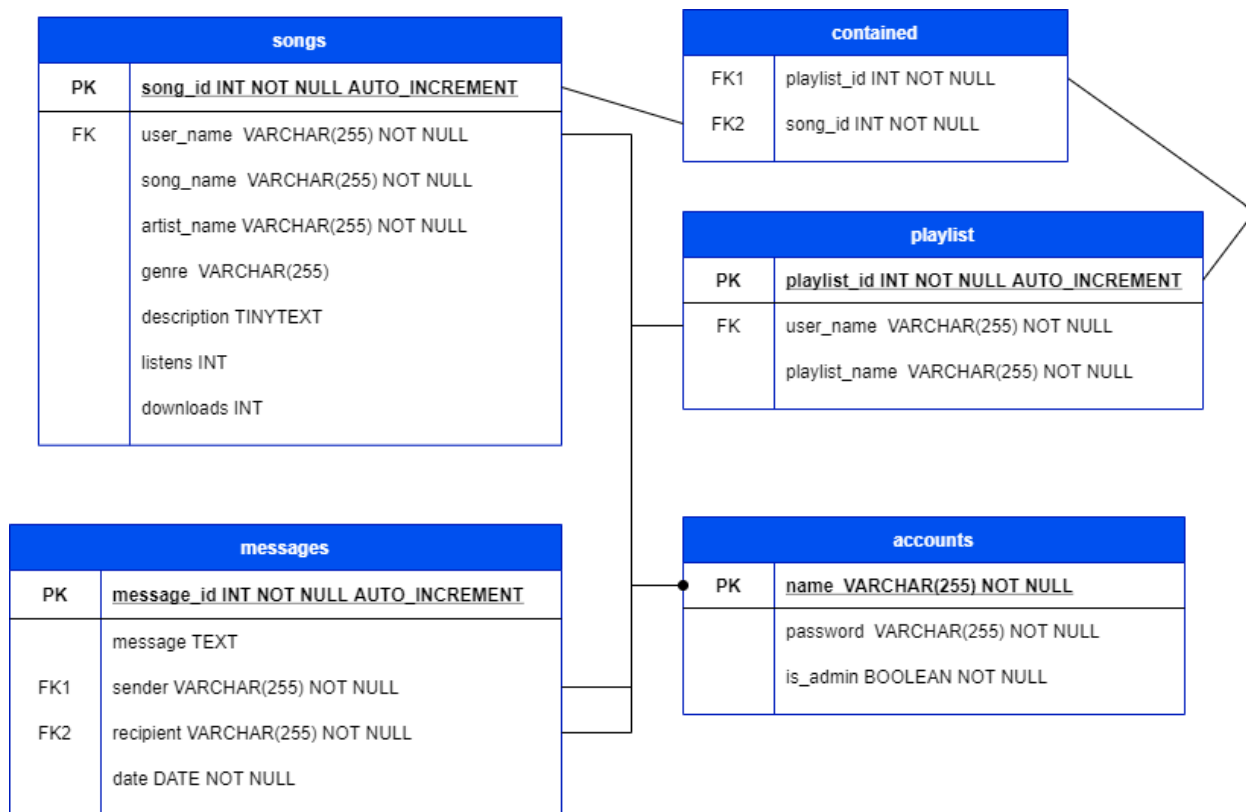 songs
PK song_id INT NOT NULL AUTO_INCREMENT
FK user_name VARCHAR(255) NOT NULL
song_name VARCHAR(255) NOT NULL
artist_name VARCHAR(255) NOT NULL
genre VARCHAR(255)
description TINYTEXT
listens INT
downloads INT
contained
FK1 playlist_id INT NOT NULL
FK2 song_id INT NOT NULL
playlist
PK playlist_id INT NOT NULL AUTO_INCREMENT
FK user_name VARCHAR(255) NOT NULL
playlist_name VARCHAR(255) NOT NULL
messages
PK message_id INT NOT NULL AUTO_INCREMENT
message TEXT
FK1 sender VARCHAR(255) NOT NULL
FK2 recipient VARCHAR(255) NOT NULL
date DATE NOT NULL
accounts
PK name VARCHAR(255) NOT NULL
password VARCHAR(255) NOT NULL
is_admin BOOLEAN NOT NULL